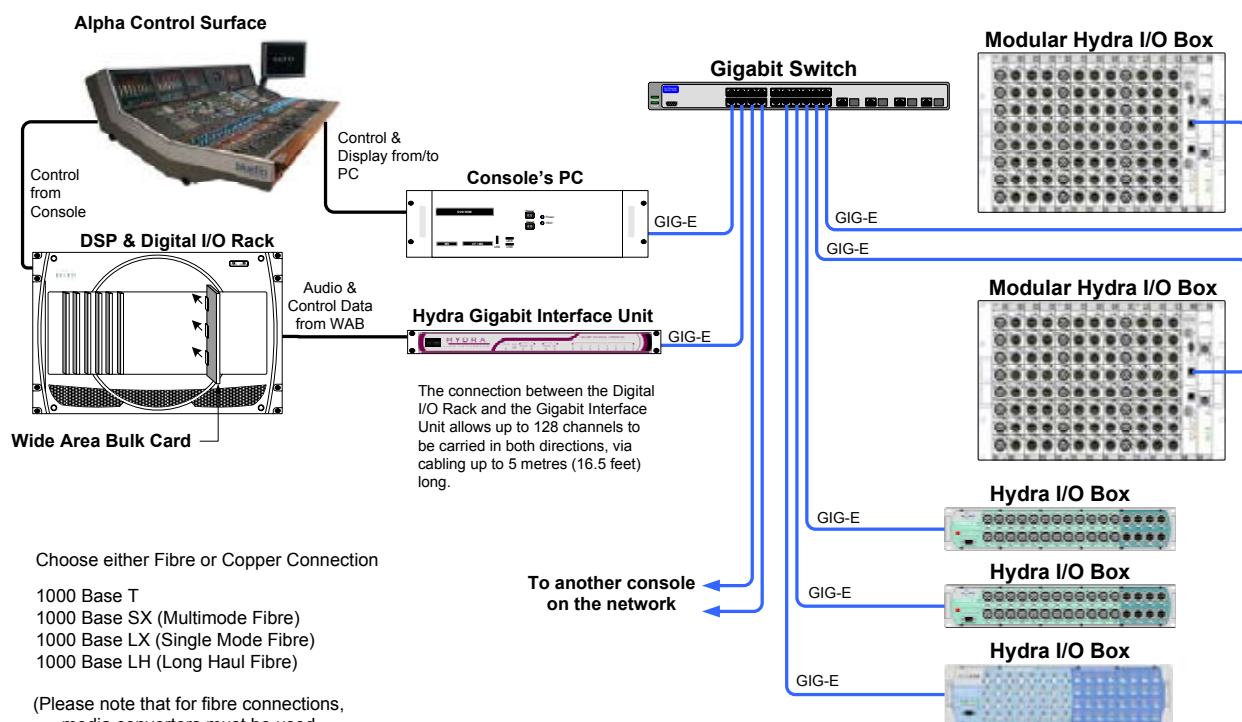 Alpha Control Surface
Modular Hydra I/O Box
Gigabit Switch
Control &
Display from/to
PC
Control
from
Console
Console's PC
GIG-E
GIG-E
GIG-E
DSP & Digital I/O Rack
Audio &
Control Data
from WAB
Hydra Gigabit Interface Unit
GIG-E
HYDRA
Modular Hydra I/O Box
The connection between the Digital
I/O Rack and the Gigabit Interface
Unit allows up to 128 channels to
be carried in both directions, via
cabling up to 5 metres (16.5 feet)
long.
Wide Area Bulk Card
Hydra I/O Box
GIG-E
Choose either Fibre or Copper Connection
1000 Base T
1000 Base SX (Multimode Fibre)
1000 Base LX (Single Mode Fibre)
1000 Base LH (Long Haul Fibre)
To another console
on the network
Hydra I/O Box
GIG-E
Hydra I/O Box
GIG-E
(Please note that for fibre connections,
media converters must be used